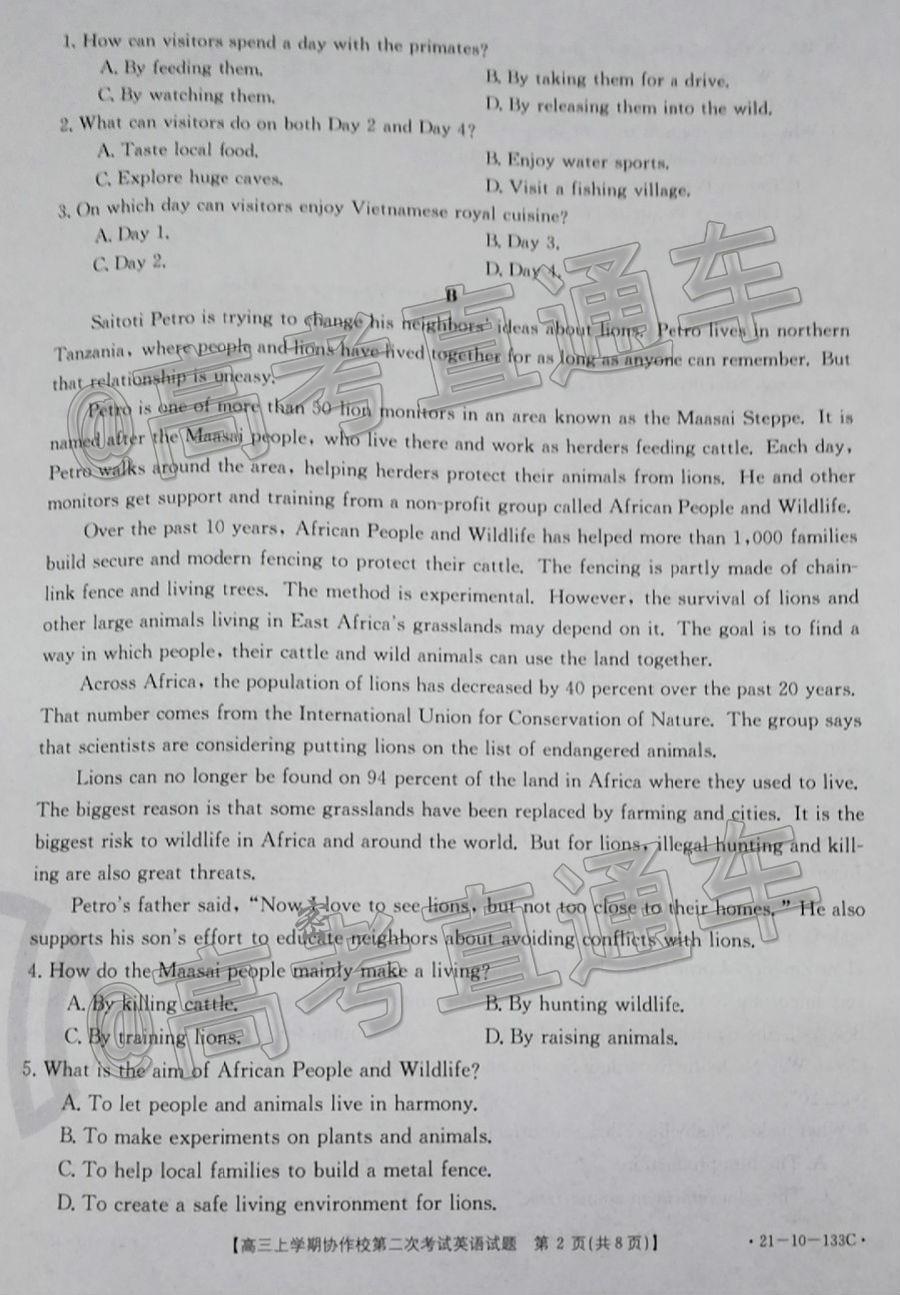 1. How can visitors spend a day with the primates?
A. By feeding them.
B. By taking them for a drive.
C. By watching them.
D. By releasing them into the wild.
2. What can visitors do on both Day 2 and Day 4?
A. Taste local food.
B. Enjoy water sports.
C. Explore huge caves.
D. Visit a fishing village.
3. On which day can visitors enjoy Vietnamese royal cuisine?
A. Day 1.
B. Day 3.
C. Day 2.
D. Day 4.
B
Saitoti Petro is trying to change his neighbors' ideas about lions. Petro lives in northern
Tanzania, where people and lions have lived together for as long as anyone can remember. But
that relationship is uneasy.
Petro is one of more than 50 lion monitors in an area known as the Maasai Steppe. It is
named after the Maasai people, who live there and work as herders feeding cattle. Each day,
Petro walks around the area, helping herders protect their animals from lions. He and other
monitors get support and training from a non-profit group called African People and Wildlife.
Over the past 10 years, African People and Wildlife has helped more than 1,000 families
build secure and modern fencing to protect their cattle. The fencing is partly made of chain-
link fence and living trees. The method is experimental. However, the survival of lions and
other large animals living in East Africa's grasslands may depend on it. The goal is to find a
way in which people, their cattle and wild animals can use the land together.
Across Africa, the population of lions has decreased by 40 percent over the past 20 years.
That number comes from the International Union for Conservation of Nature. The group says
that scientists are considering putting lions on the list of endangered animals.
Lions can no longer be found on 94 percent of the land in Africa where they used to live.
The biggest reason is that some grasslands have been replaced by farming and cities. It is the
biggest risk to wildlife in Africa and around the world. But for lions, illegal hunting and kill-
ing are also great threats.
Petro's father said, "Now I love to see lions, but not too close to their homes." He also
supports his son's effort to educate neighbors about avoiding conflicts with lions.
4. How do the Maasai people mainly make a living?
A. By killing cattle.
B. By hunting wildlife.
C. By training lions.
D. By raising animals.
5. What is the aim of African People and Wildlife?
A. To let people and animals live in harmony.
B. To make experiments on plants and animals.
C. To help local families to build a metal fence.
D. To create a safe living environment for lions.
【高三上学期协作校第二次考试英语试题 第 2 页(共 8 页)】
·21-10-133C·
@高考直通车
@高考直通车